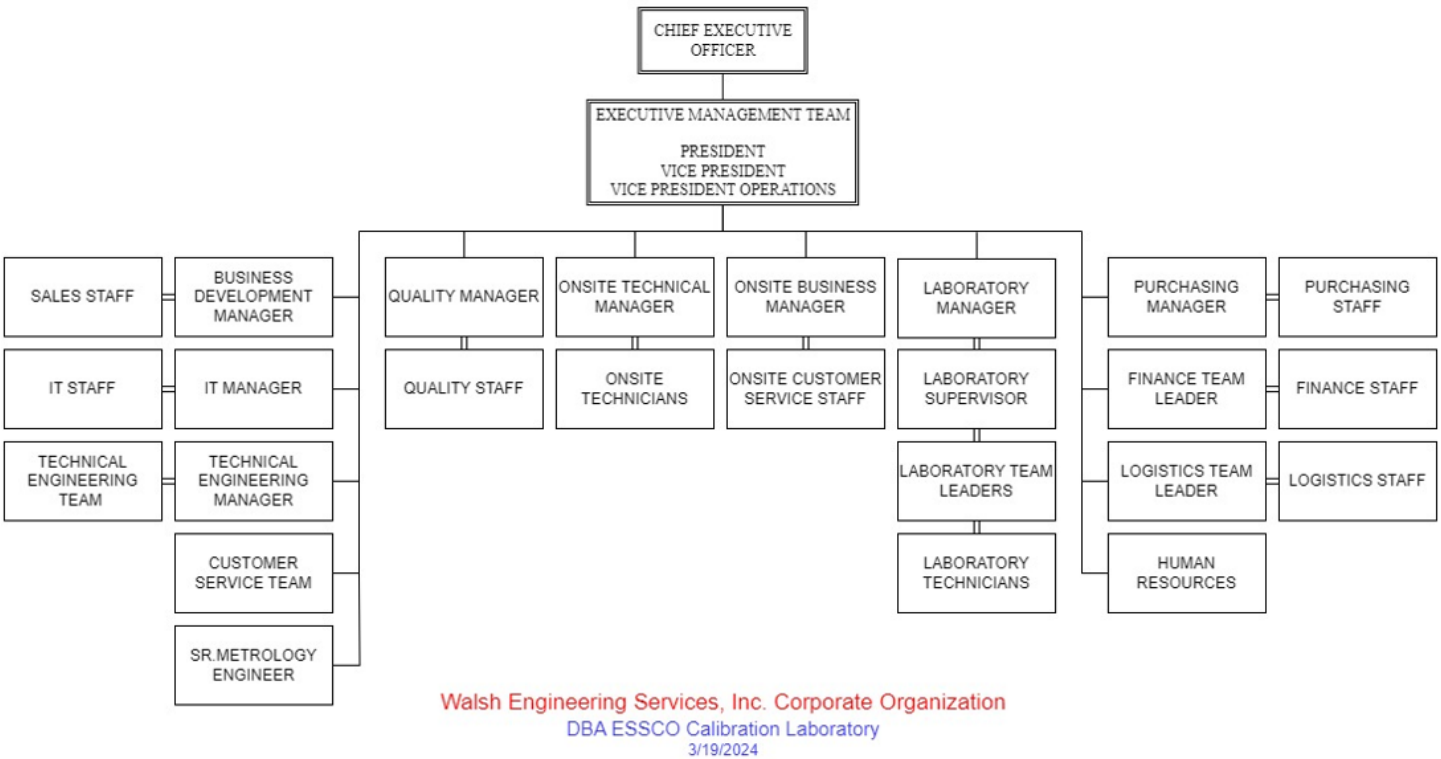 CHIEF EXECUTIVE
OFFICER
EXECUTIVE MANAGEMENT TEAM
PRESIDENT
VICE PRESIDENT
VICE PRESIDENT OPERATIONS
SALES STAFF
BUSINESS
DEVELOPMENT
MANAGER
QUALITY MANAGER
ONSITE TECHNICAL
MANAGER
ONSITE BUSINESS
MANAGER
LABORATORY
MANAGER
PURCHASING
MANAGER
PURCHASING
STAFF
IT STAFF
IT MANAGER
QUALITY STAFF
ONSITE
TECHNICIANS
ONSITE CUSTOMER
SERVICE STAFF
LABORATORY
SUPERVISOR
FINANCE TEAM
LEADER
FINANCE STAFF
TECHNICAL
ENGINEERING
TEAM
TECHNICAL
ENGINEERING
MANAGER
LABORATORY TEAM
LEADERS
LOGISTICS TEAM
LEADER
LOGISTICS STAFF
CUSTOMER
SERVICE TEAM
LABORATORY
TECHNICIANS
HUMAN
RESOURCES
SR.METROLOGY
ENGINEER
Walsh Engineering Services, Inc. Corporate Organization
DBA ESSCO Calibration Laboratory
3/19/2024